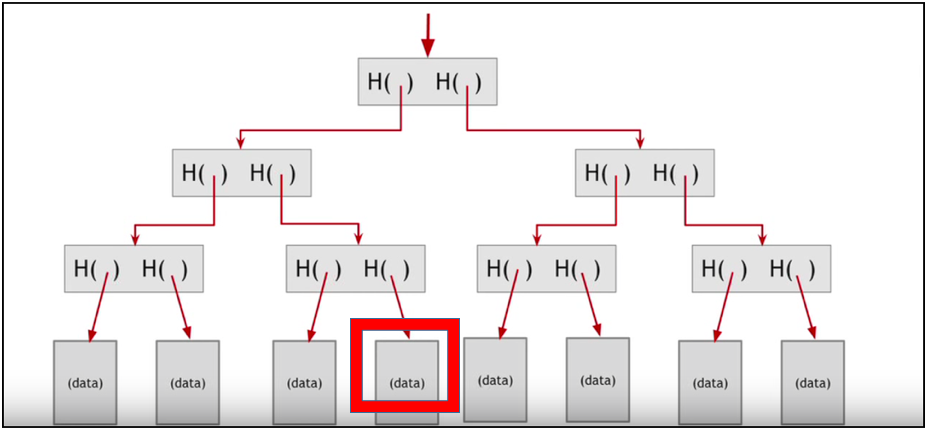 H( ) H( )
H( ) H( ) H( ) H( )
H( ) H( ) H( ) H( ) H( ) H( ) H( ) H( )
(data) (data) (data) (data) (data) (data) (data) (data)